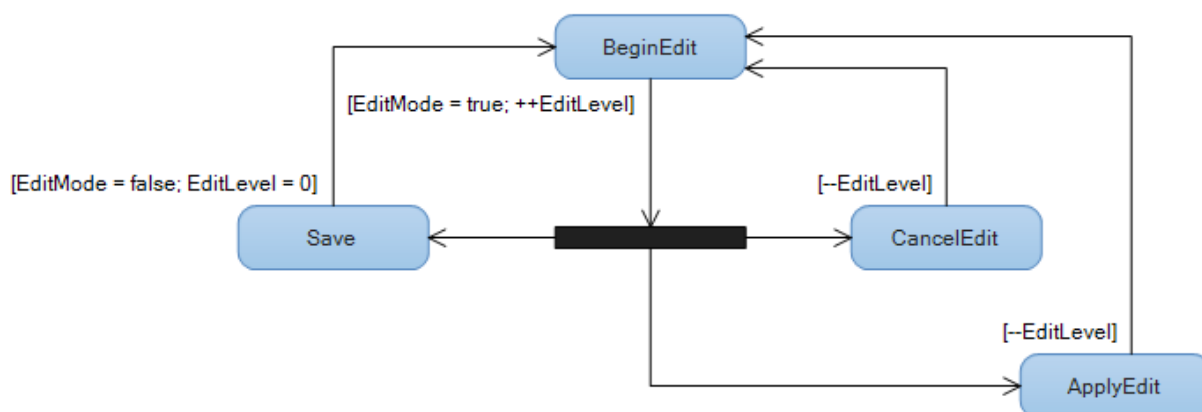 BeginEdit
[EditMode = true; ++EditLevel]
[EditMode = false; EditLevel = 0]
[--EditLevel]
Save
CancelEdit
[--EditLevel]
ApplyEdit